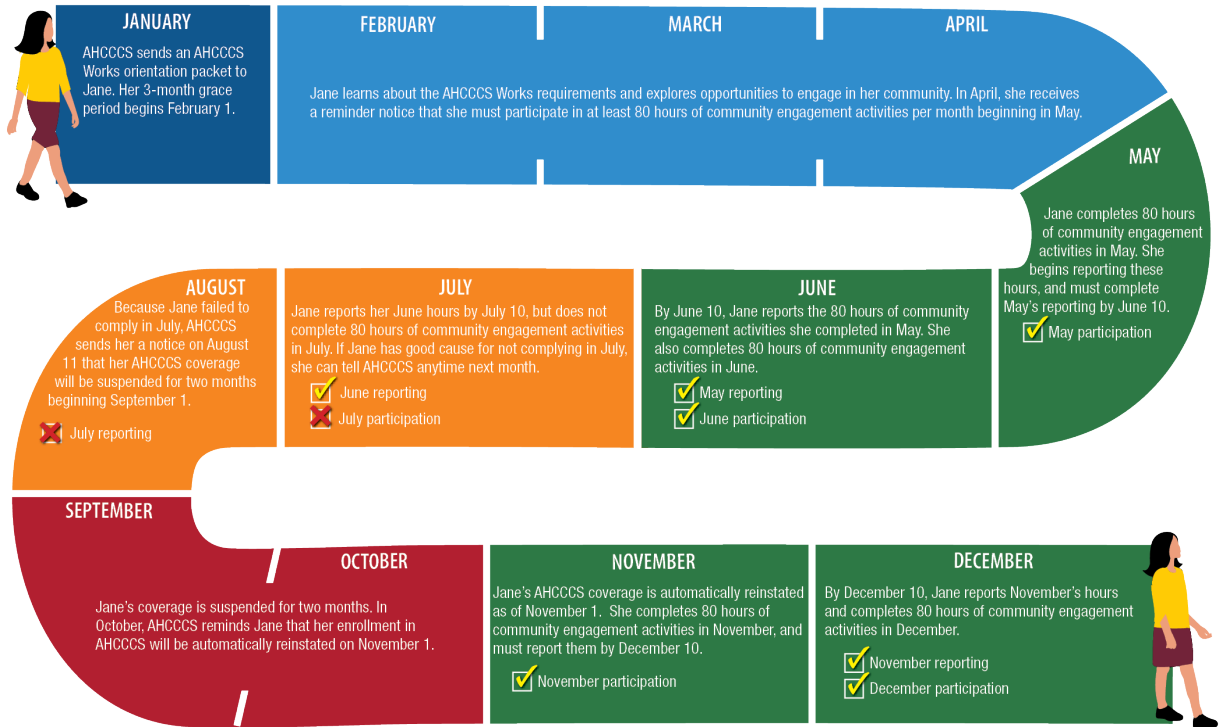 JANUARY
AHCCCS sends an AHCCCS
Works orientation packet to
Jane. Her 3-month grace
period begins February 1.
FEBRUARY
MARCH
APRIL
Jane learns about the AHCCCS Works requirements and explores opportunities to engage in her community. In April, she receives
a reminder notice that she must participate in at least 80 hours of community engagement activities per month beginning in May.
MAY
Jane completes 80 hours
of community engagement
activities in May. She
begins reporting these
hours, and must complete
May's reporting by June 10.
May participation
JUNE
By June 10, Jane reports the 80 hours of community
engagement activities she completed in May. She
also completes 80 hours of community engagement
activities in June.
May reporting
June participation
JULY
Jane reports her June hours by July 10, but does not
complete 80 hours of community engagement activities
in July. If Jane has good cause for not complying in July,
she can tell AHCCCS anytime next month.
June reporting
July participation
AUGUST
Because Jane failed to
comply in July, AHCCCS
sends her a notice on August
11 that her AHCCCS coverage
will be suspended for two months
beginning September 1.
July reporting
SEPTEMBER
OCTOBER
Jane's coverage is suspended for two months. In
October, AHCCCS reminds Jane that her enrollment in
AHCCCS will be automatically reinstated on November 1.
NOVEMBER
Jane's AHCCCS coverage is automatically reinstated
as of November 1. She completes 80 hours of
community engagement activities in November, and
must report them by December 10.
November participation
DECEMBER
By December 10, Jane reports November's hours
and completes 80 hours of community engagement
activities in December.
November reporting
December participation